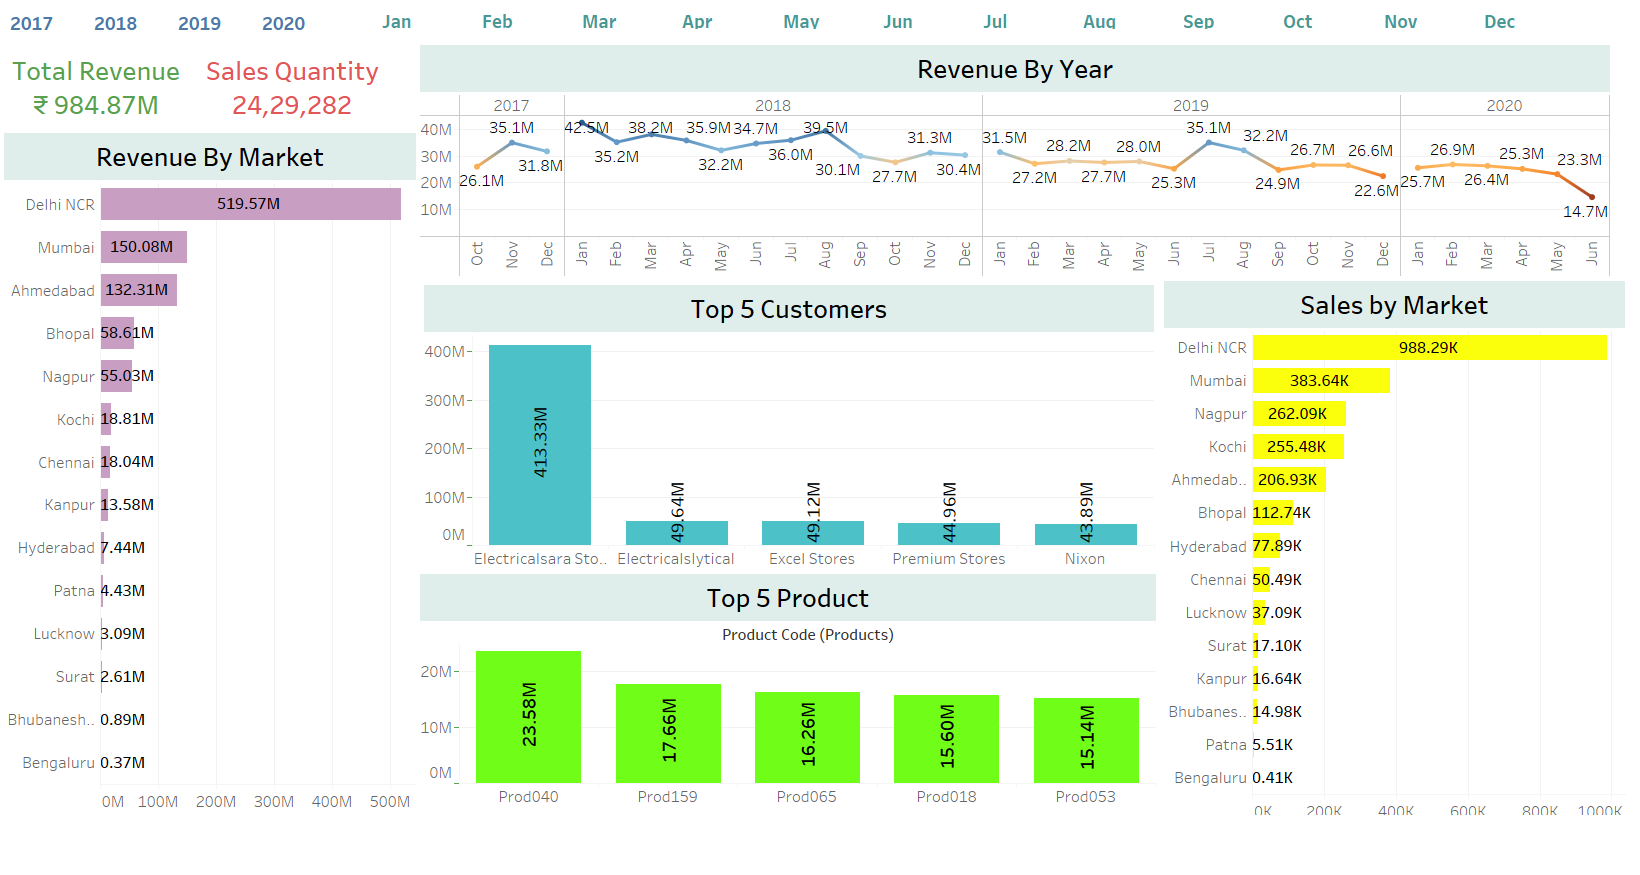 2017 2018 2019 2020 Jan Feb Mar Apr May Jun Jul Aug Sep Oct Nov Dec
Total Revenue
₹ 984.87M
Sales Quantity
24,29,282
Revenue By Market
Delhi NCR 519.57M
Mumbai 150.08M
Ahmedabad 132.31M
Bhopal 58.61M
Nagpur 55.03M
Kochi 18.81M
Chennai 18.04M
Kanpur 13.58M
Hyderabad 7.44M
Patna 4.43M
Lucknow 3.09M
Surat 2.61M
Bhubanesh.. 0.89M
Bengaluru 0.37M
0M 100M 200M 300M 400M 500M
Revenue By Year
2017 2018 2019 2020
40M
30M
20M
10M
26.1M 35.1M 31.8M 42.5M 35.2M 38.2M 35.9M 32.2M 34.7M 36.0M 39.5M 30.1M 27.7M 31.3M 30.4M 31.5M 27.2M 28.2M 27.7M 28.0M 25.3M 35.1M 32.2M 24.9M 26.7M 26.6M 22.6M 25.7M 26.9M 26.4M 25.3M 23.3M 14.7M
Oct Nov Dec Jan Feb Mar Apr May Jun Jul Aug Sep Oct Nov Dec Jan Feb Mar Apr May Jun Jul Aug Sep Oct Nov Dec Jan Feb Mar Apr May Jun
Top 5 Customers
400M
300M
200M
100M
0M
413.33M 49.64M 49.12M 44.96M 43.89M
Electricalsara Sto.. Electricalslytical Excel Stores Premium Stores Nixon
Top 5 Product
Product Code (Products)
20M
10M
0M
23.58M 17.66M 16.26M 15.60M 15.14M
Prod040 Prod159 Prod065 Prod018 Prod053
Sales by Market
Delhi NCR 988.29K
Mumbai 383.64K
Nagpur 262.09K
Kochi 255.48K
Ahmedab.. 206.93K
Bhopal 112.74K
Hyderabad 77.89K
Chennai 50.49K
Lucknow 37.09K
Surat 17.10K
Kanpur 16.64K
Bhubanes.. 14.98K
Patna 5.51K
Bengaluru 0.41K
0K 200K 400K 600K 800K 1000K